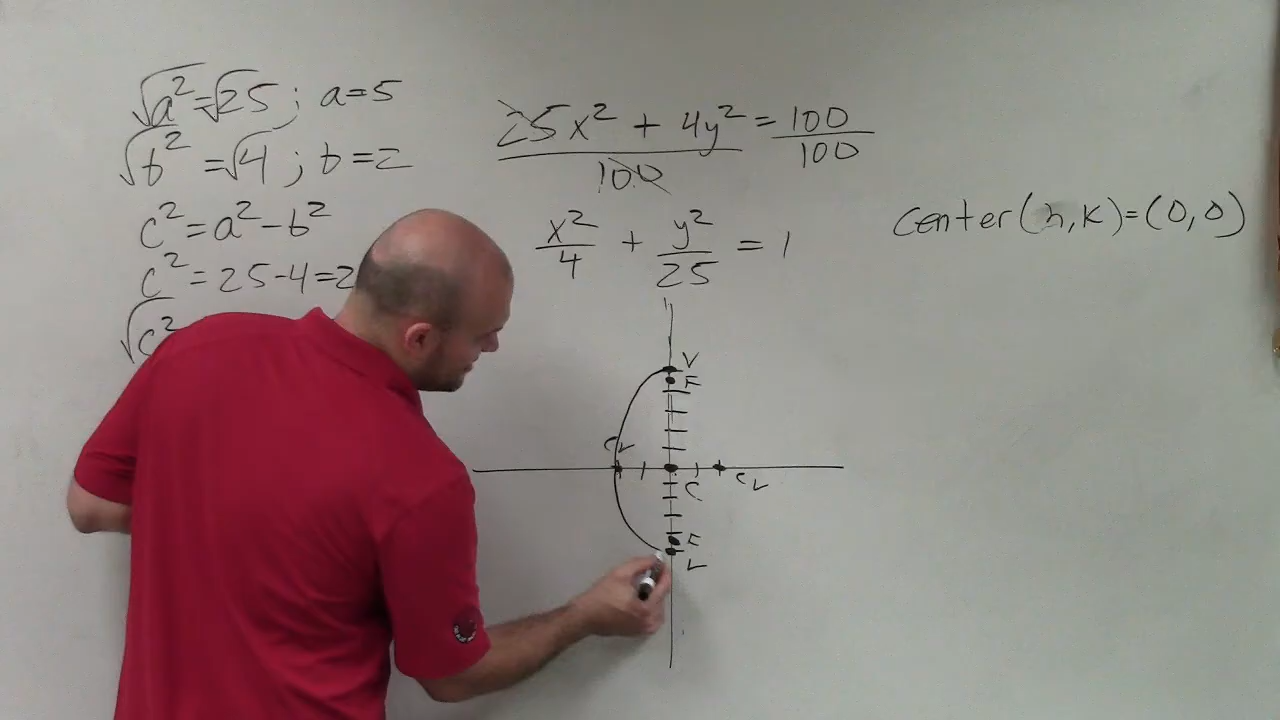 √a²=√25; a=5
√b²=√4; b=2
c²=a²-b²
c²=25-4=2
√c²
25x² + 4y² = 100
100 100
x² + y² = 1
4 25
center(h,k)=(0,0)
V
F
CV
C
CV
F
V